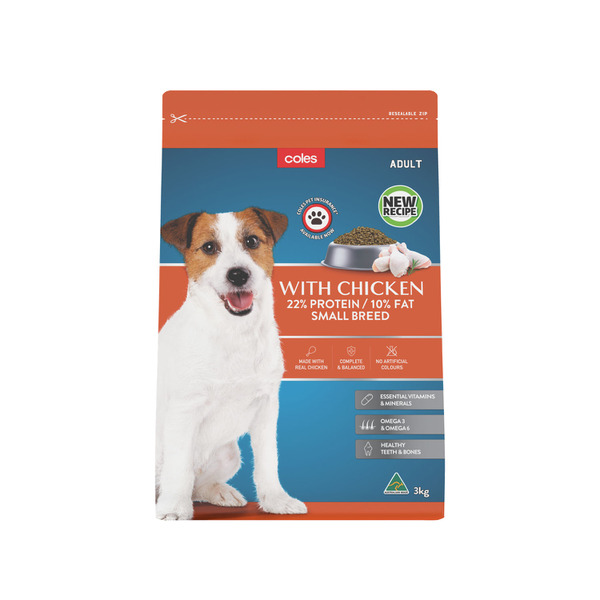 RESEALABLE ZIP
coles
ADULT
COLES PET INSURANCE*
AVAILABLE NOW
NEW
RECIPE
WITH CHICKEN
22% PROTEIN / 10% FAT
SMALL BREED
MADE WITH
REAL CHICKEN
COMPLETE
& BALANCED
NO ARTIFICIAL
COLOURS
ESSENTIAL VITAMINS
& MINERALS
OMEGA 3
& OMEGA 6
HEALTHY
TEETH & BONES
AUSTRALIAN MADE
3kg